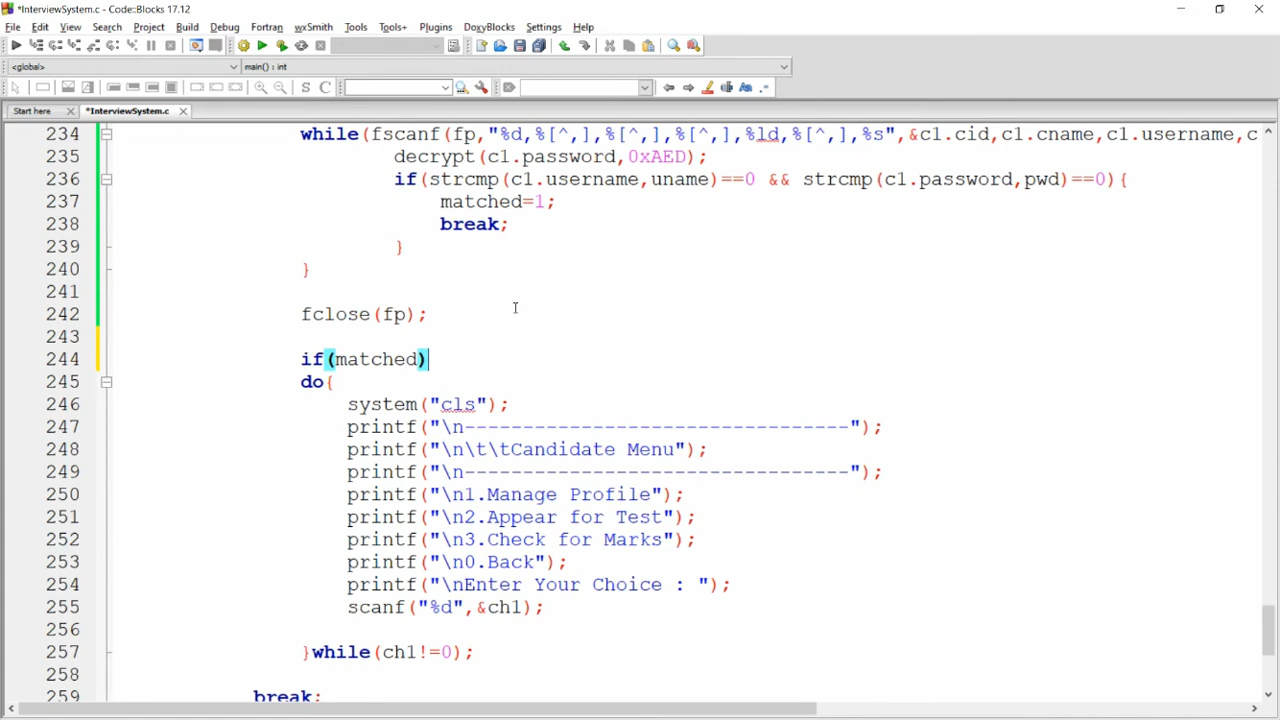 *InterviewSystem.c - Code::Blocks 17.12
File Edit View Search Project Build Debug Fortran wxSmith Tools Tools+ Plugins DoxyBlocks Settings Help
<global> main() : int
S C
Start here *InterviewSystem.c
234 while(fscanf(fp,"%d,%[^,],%[^,],%[^,],%ld,%[^,],%s",&c1.cid,c1.cname,c1.username,c
235 decrypt(c1.password,0xAED);
236 if(strcmp(c1.username,uname)==0 && strcmp(c1.password,pwd)==0){
237 matched=1;
238 break;
239 }
240 }
241
242 fclose(fp);
243
244 if(matched)
245 do{
246 system("cls");
247 printf("\n---------------------------------");
248 printf("\n\t\tCandidate Menu");
249 printf("\n---------------------------------");
250 printf("\n1.Manage Profile");
251 printf("\n2.Appear for Test");
252 printf("\n3.Check for Marks");
253 printf("\n0.Back");
254 printf("\nEnter Your Choice : ");
255 scanf("%d",&ch1);
256
257 }while(ch1!=0);
258
259 break;